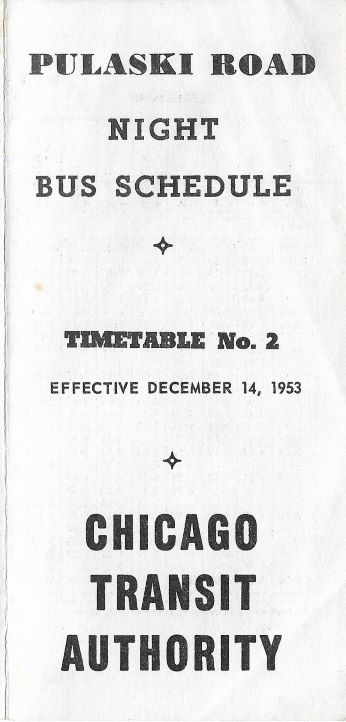 PULASKI ROAD
NIGHT
BUS SCHEDULE
TIMETABLE No. 2
EFFECTIVE DECEMBER 14, 1953
CHICAGO
TRANSIT
AUTHORITY